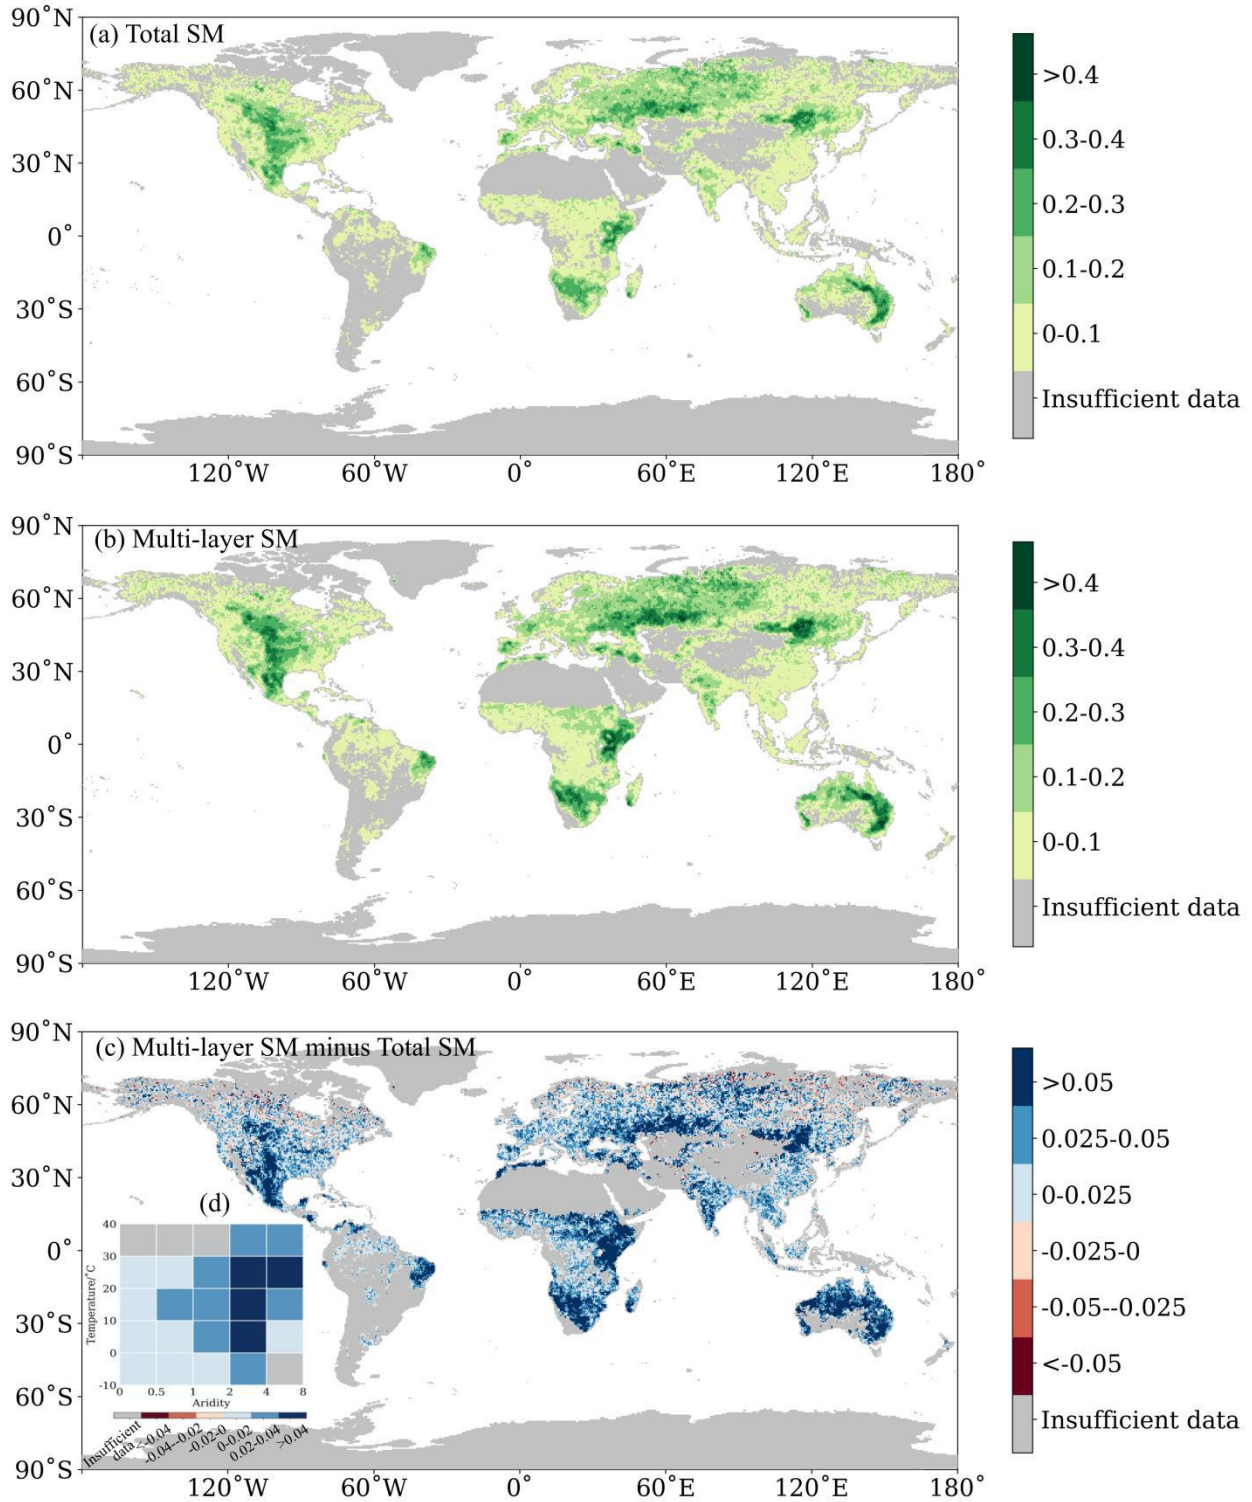 90°N
(a) Total SM
60°N
30°N
0°
30°S
60°S
90°S
120°W 60°W 0° 60°E 120°E 180°
>0.4
0.3-0.4
0.2-0.3
0.1-0.2
0-0.1
Insufficient data
90°N
(b) Multi-layer SM
60°N
30°N
0°
30°S
60°S
90°S
120°W 60°W 0° 60°E 120°E 180°
>0.4
0.3-0.4
0.2-0.3
0.1-0.2
0-0.1
Insufficient data
90°N
(c) Multi-layer SM minus Total SM
60°N
30°N
0°
30°S
60°S
90°S
120°W 60°W 0° 60°E 120°E 180°
>0.05
0.025-0.05
0-0.025
-0.025-0
-0.05--0.025
<-0.05
Insufficient data
(d)
Temperature/°C
40
30
20
10
0
-10
0 0.5 1 2 4 8
Aridity
Insufficient
data
<-0.04
-0.04--0.02
-0.02-0
0-0.02
0.02-0.04
>0.04